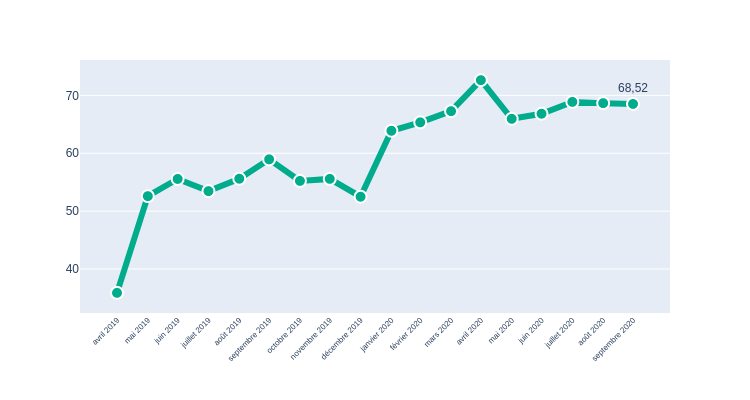 68,52
70
60
50
40
avril 2019
mai 2019
juin 2019
juillet 2019
août 2019
septembre 2019
octobre 2019
novembre 2019
décembre 2019
janvier 2020
février 2020
mars 2020
avril 2020
mai 2020
juin 2020
juillet 2020
août 2020
septembre 2020